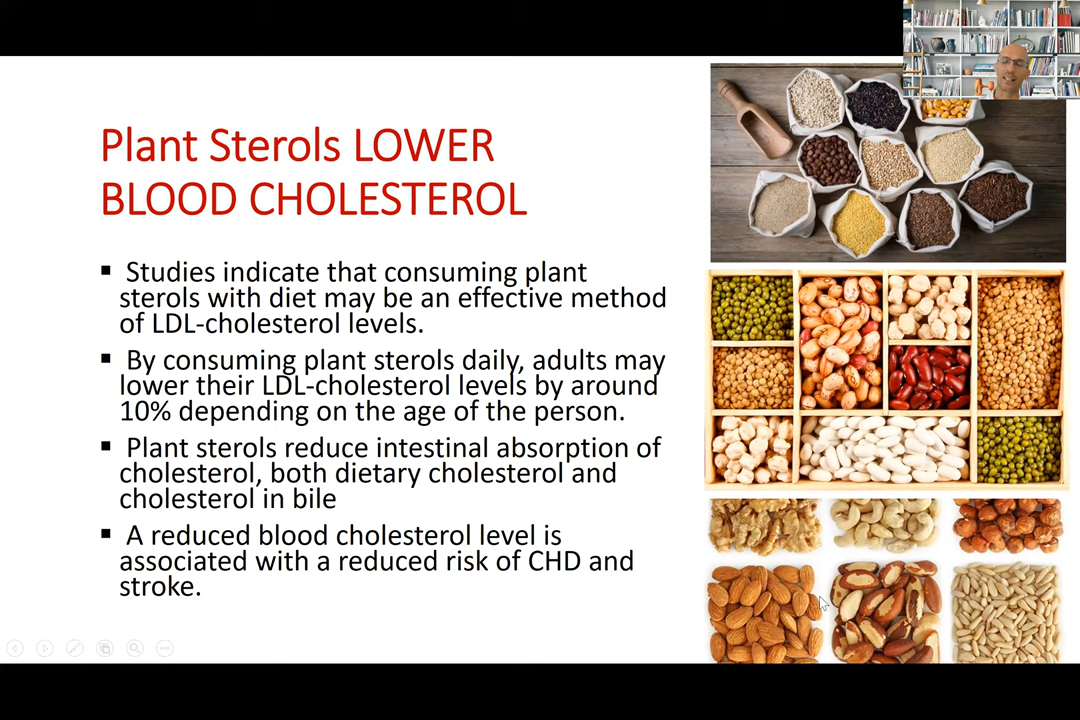 Plant Sterols LOWER
BLOOD CHOLESTEROL
▪ Studies indicate that consuming plant
sterols with diet may be an effective method
of LDL-cholesterol levels.
▪ By consuming plant sterols daily, adults may
lower their LDL-cholesterol levels by around
10% depending on the age of the person.
▪ Plant sterols reduce intestinal absorption of
cholesterol, both dietary cholesterol and
cholesterol in bile
▪ A reduced blood cholesterol level is
associated with a reduced risk of CHD and
stroke.